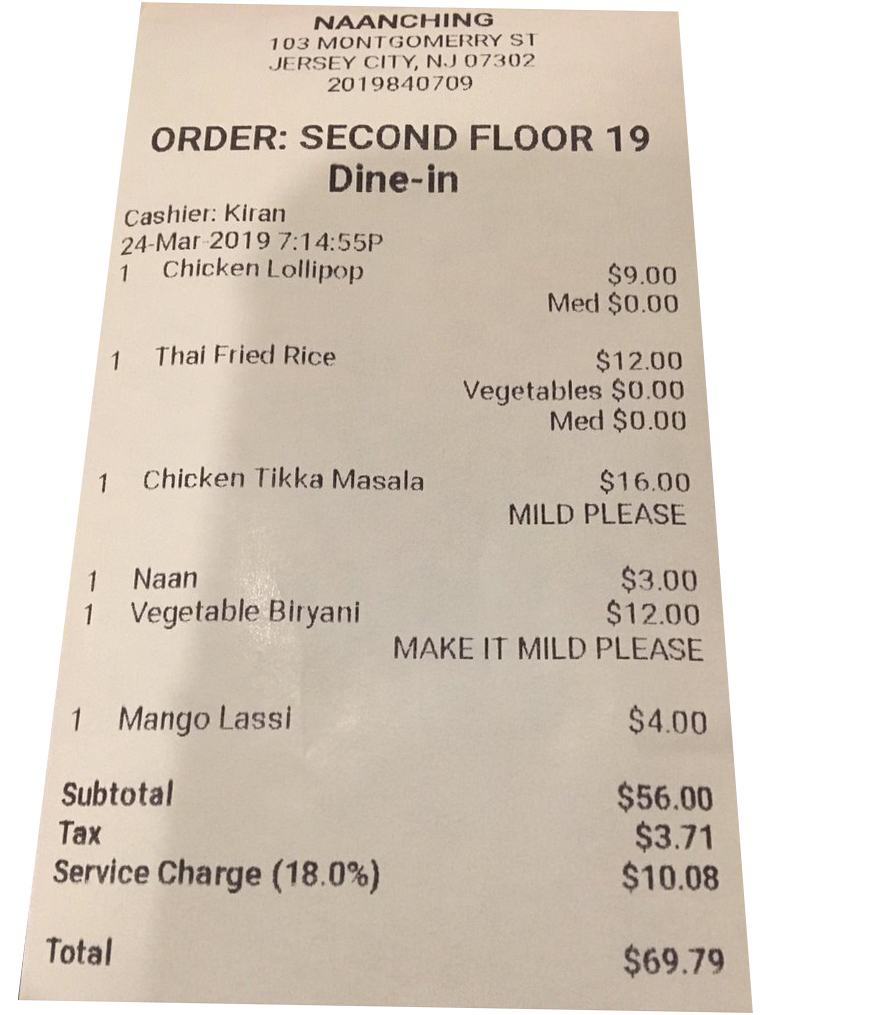 NAANCHING
103 MONTGOMERRY ST
JERSEY CITY, NJ 07302
2019840709
ORDER: SECOND FLOOR 19
Dine-in
Cashier: Kiran
24-Mar-2019 7:14:55P
1 Chicken Lollipop $9.00
Med $0.00
1 Thai Fried Rice $12.00
Vegetables $0.00
Med $0.00
1 Chicken Tikka Masala $16.00
MILD PLEASE
1 Naan $3.00
1 Vegetable Biryani $12.00
MAKE IT MILD PLEASE
1 Mango Lassi $4.00
Subtotal $56.00
Tax $3.71
Service Charge (18.0%) $10.08
Total $69.79